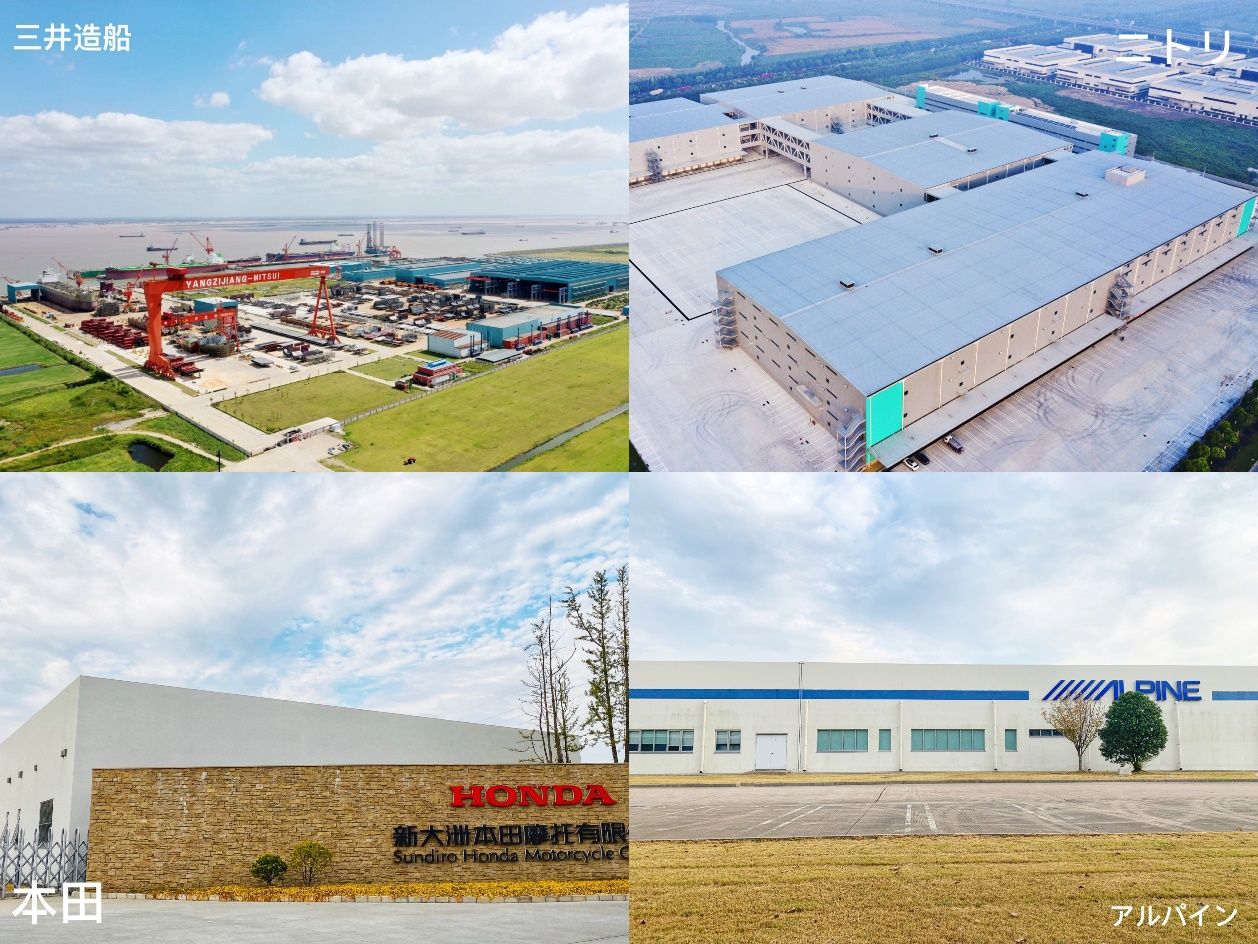 三井造船
ニトリ
YANGZIJIANG-MITSUI
HONDA
新大洲本田摩托有限
Sundiro Honda Motorcycle C
本田
ALPINE
アルパイン